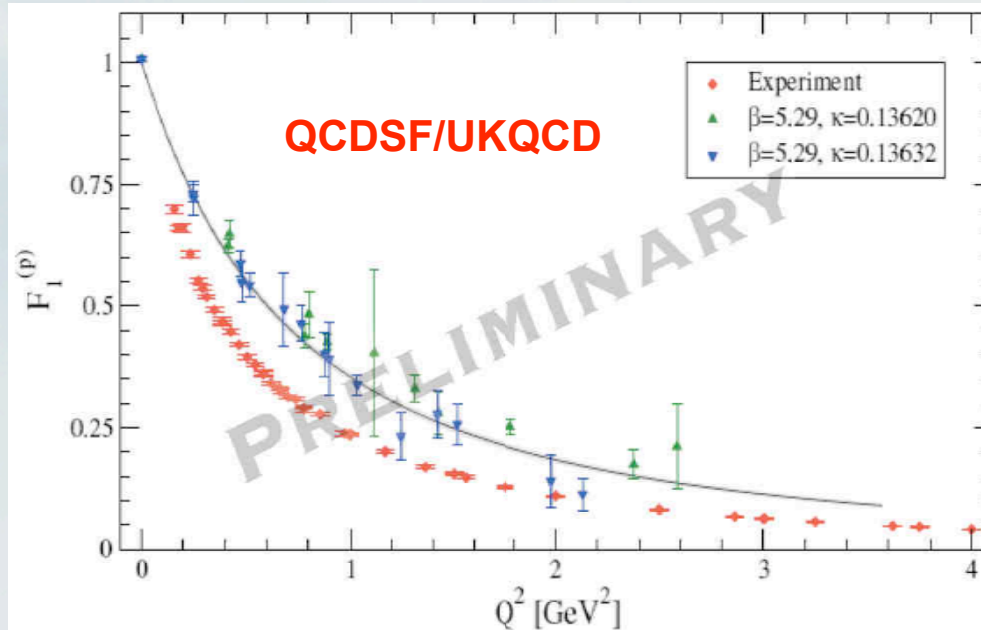 1
0.75
0.5
0.25
0
F₁⁽ᵖ⁾
QCDSF/UKQCD
Experiment
β=5.29, κ=0.13620
β=5.29, κ=0.13632
PRELIMINARY
0 1 2 3 4
Q² [GeV²]